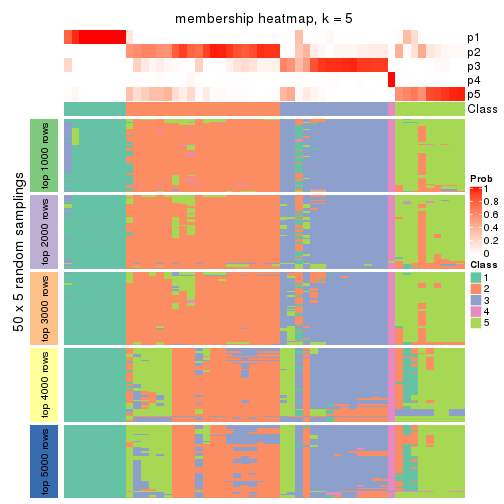 membership heatmap, k = 5
p1
p2
p3
p4
p5
Class
50 x 5 random samplings
top 1000 rows
top 2000 rows
top 3000 rows
top 4000 rows
top 5000 rows
Prob
1
0.8
0.6
0.4
0.2
0
Class
1
2
3
4
5